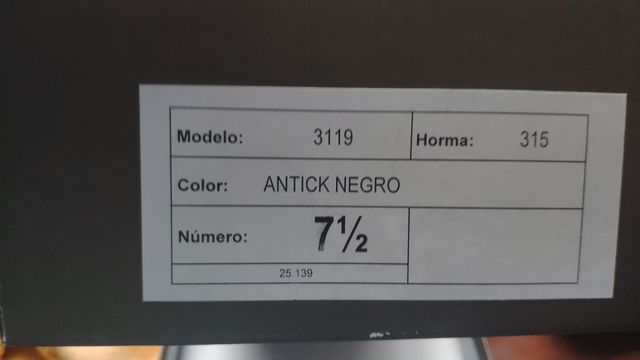 Modelo: 3119 Horma: 315
Color: ANTICK NEGRO
Número: 7½
25.139